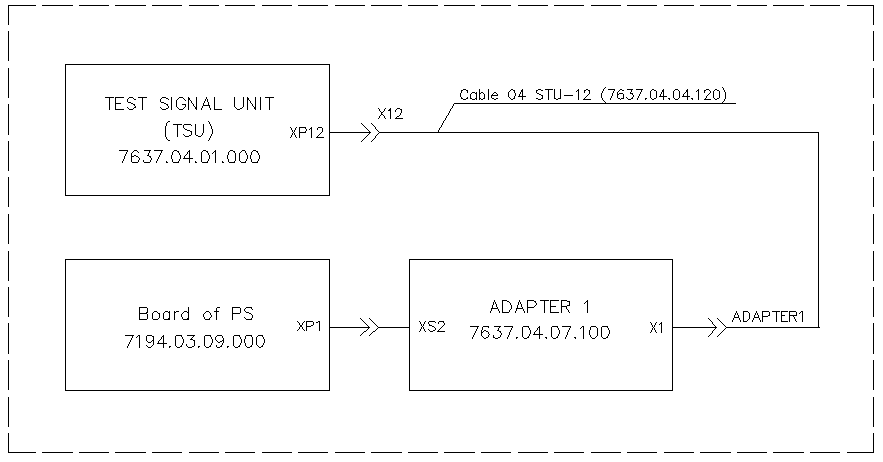 Cable 04 STU-12 (7637.04.04.120)
TEST SIGNAL UNIT
(TSU)
7637.04.01.000
XP12
X12
Board of PS
7194.03.09.000
XP1
XS2
ADAPTER 1
7637.04.07.100
X1
ADAPTER1